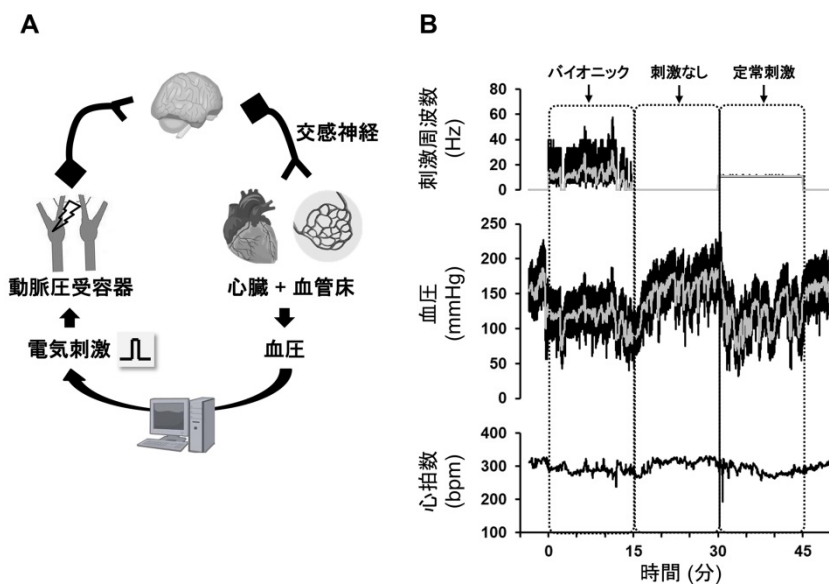 A
交感神経
動脈圧受容器
心臓 + 血管床
電気刺激
血圧
B
バイオニック
刺激なし
定常刺激
刺激周波数
(Hz)
80
60
40
20
0
血圧
(mmHg)
250
200
150
100
50
0
心拍数
(bpm)
400
300
200
100
0
15
30
45
時間 (分)